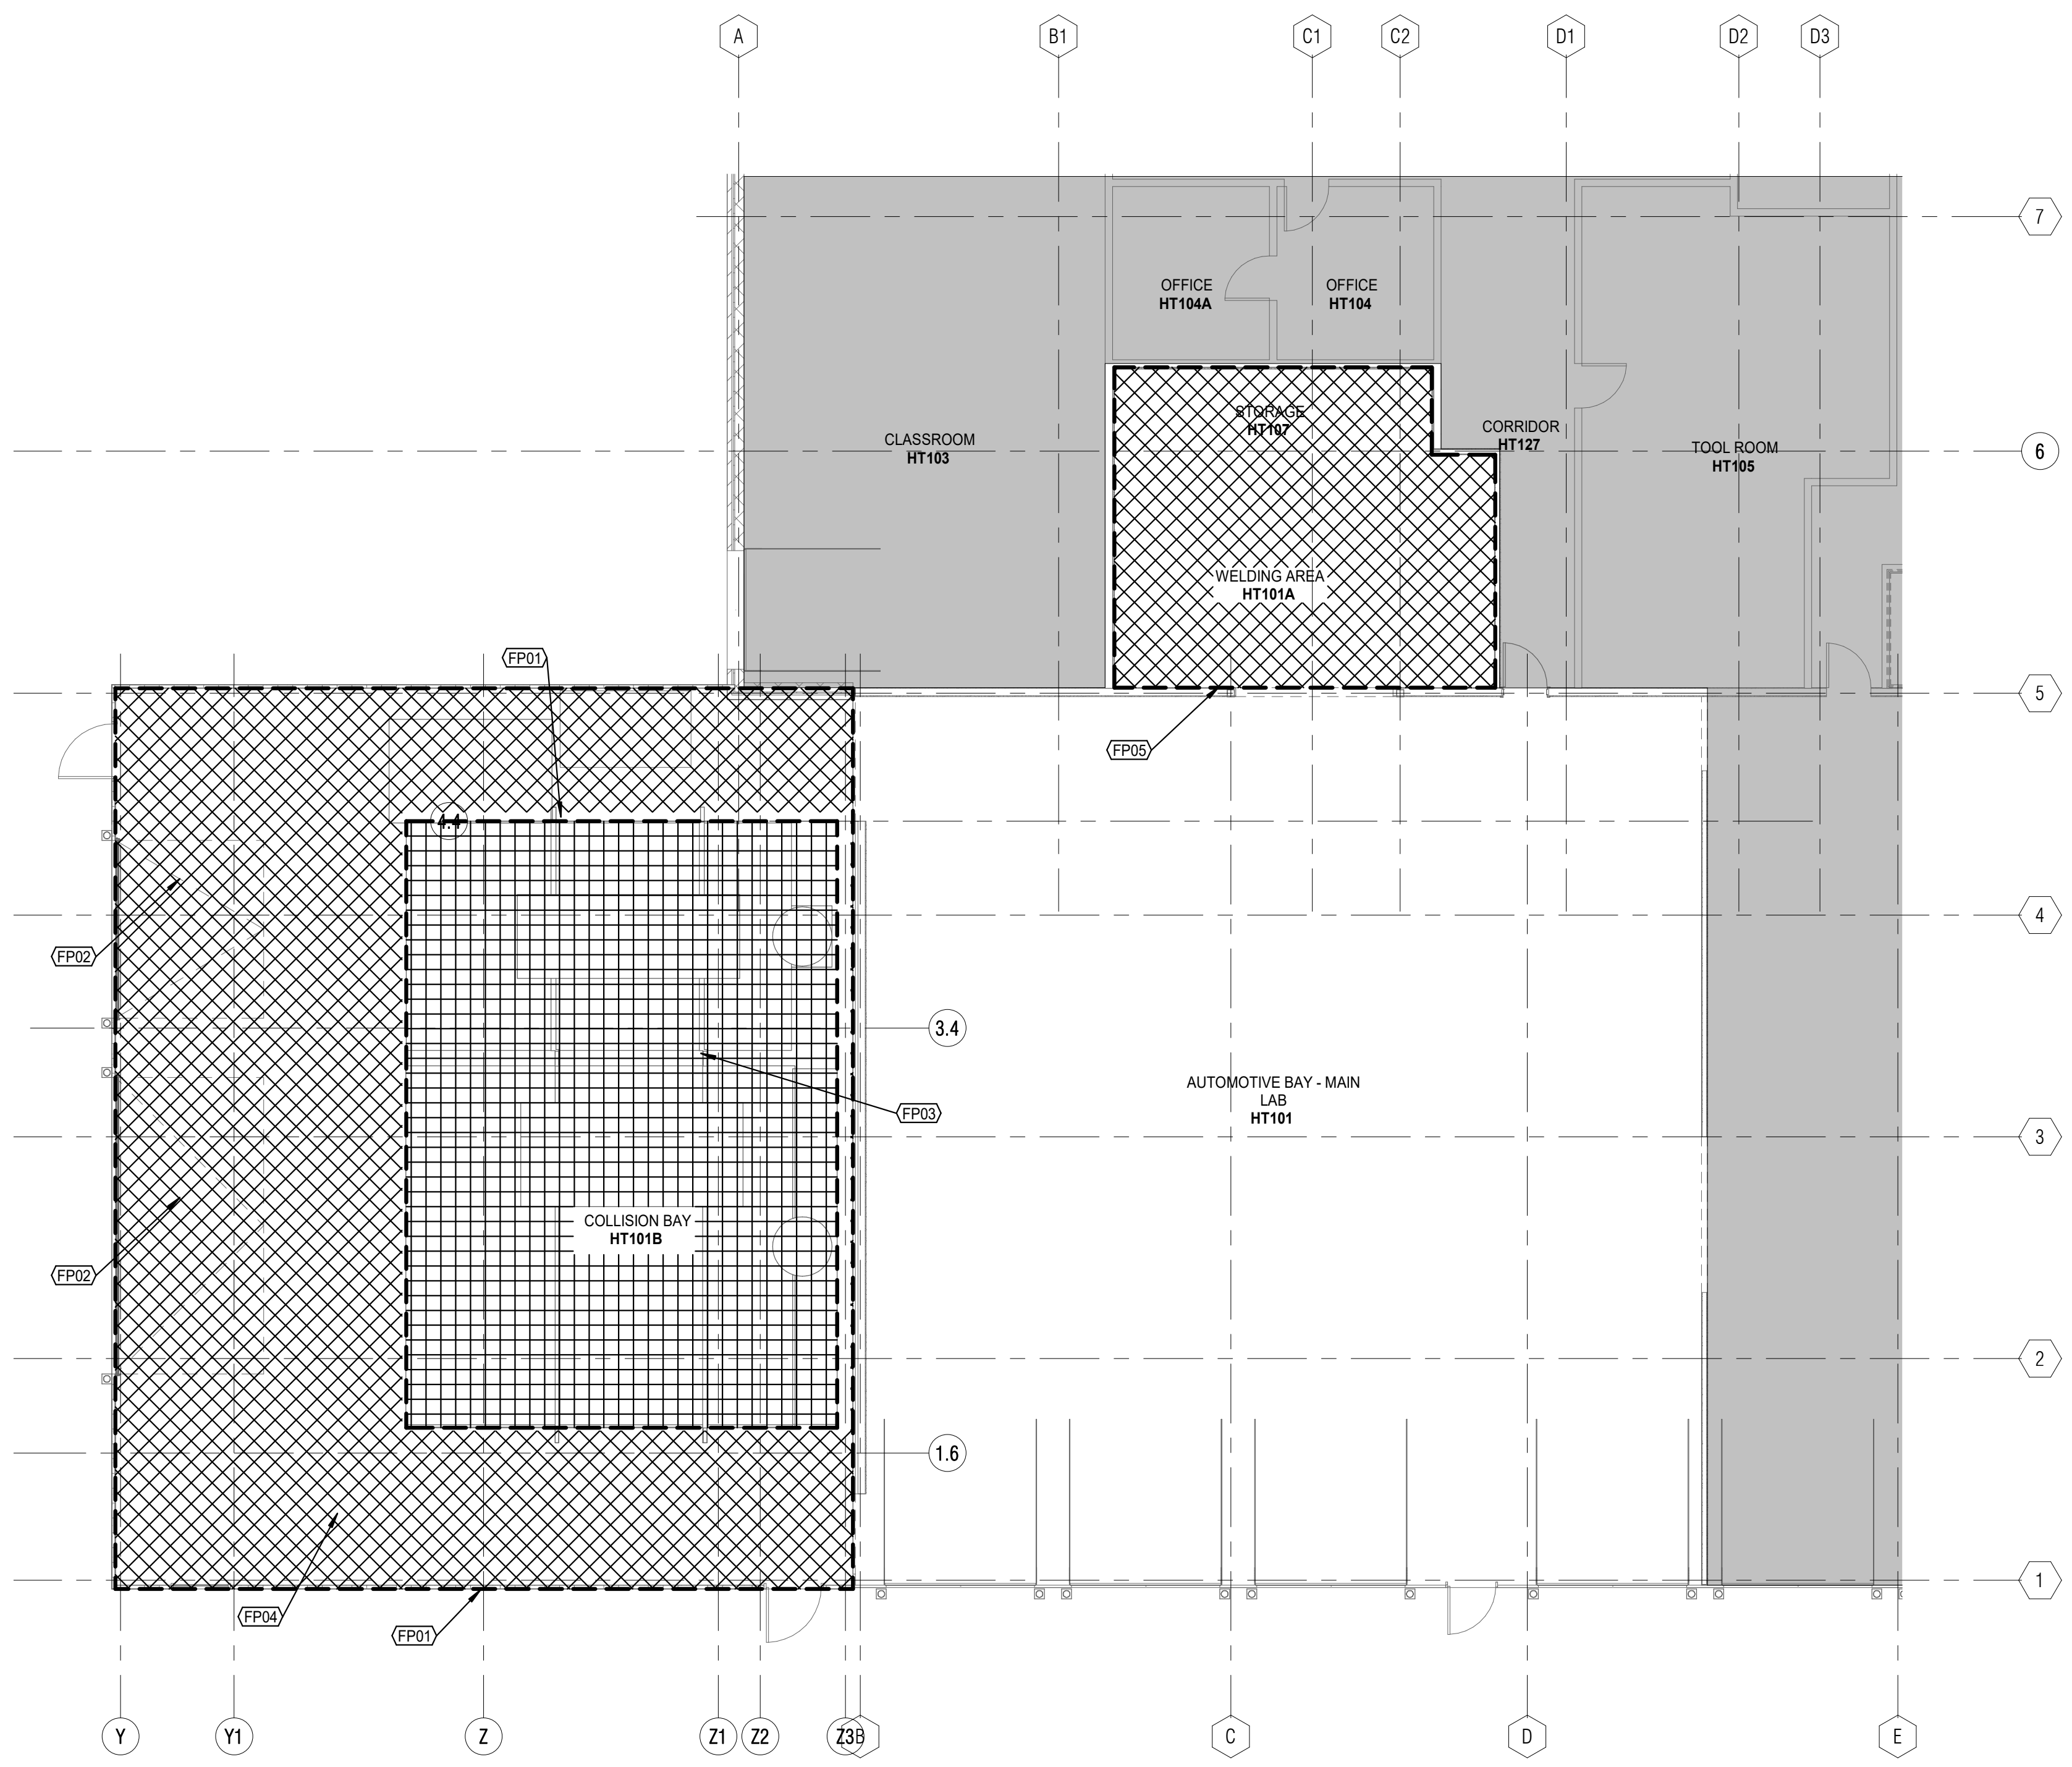 A
B1
C1
C2
D1
D2
D3
7
OFFICE
HT104A
OFFICE
HT104
STORAGE
HT107
CORRIDOR
HT127
CLASSROOM
HT103
TOOL ROOM
HT105
6
WELDING AREA
HT101A
FP01
5
FP05
4.4
4
FP02
3.4
AUTOMOTIVE BAY - MAIN
LAB
HT101
FP03
3
COLLISION BAY
HT101B
FP02
2
1.6
1
FP04
FP01
Y
Y1
Z
Z1
Z2
Z3
B
C
D
E